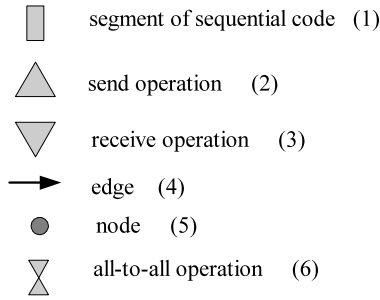 segment of sequential code (1)
send operation (2)
receive operation (3)
edge (4)
node (5)
all-to-all operation (6)